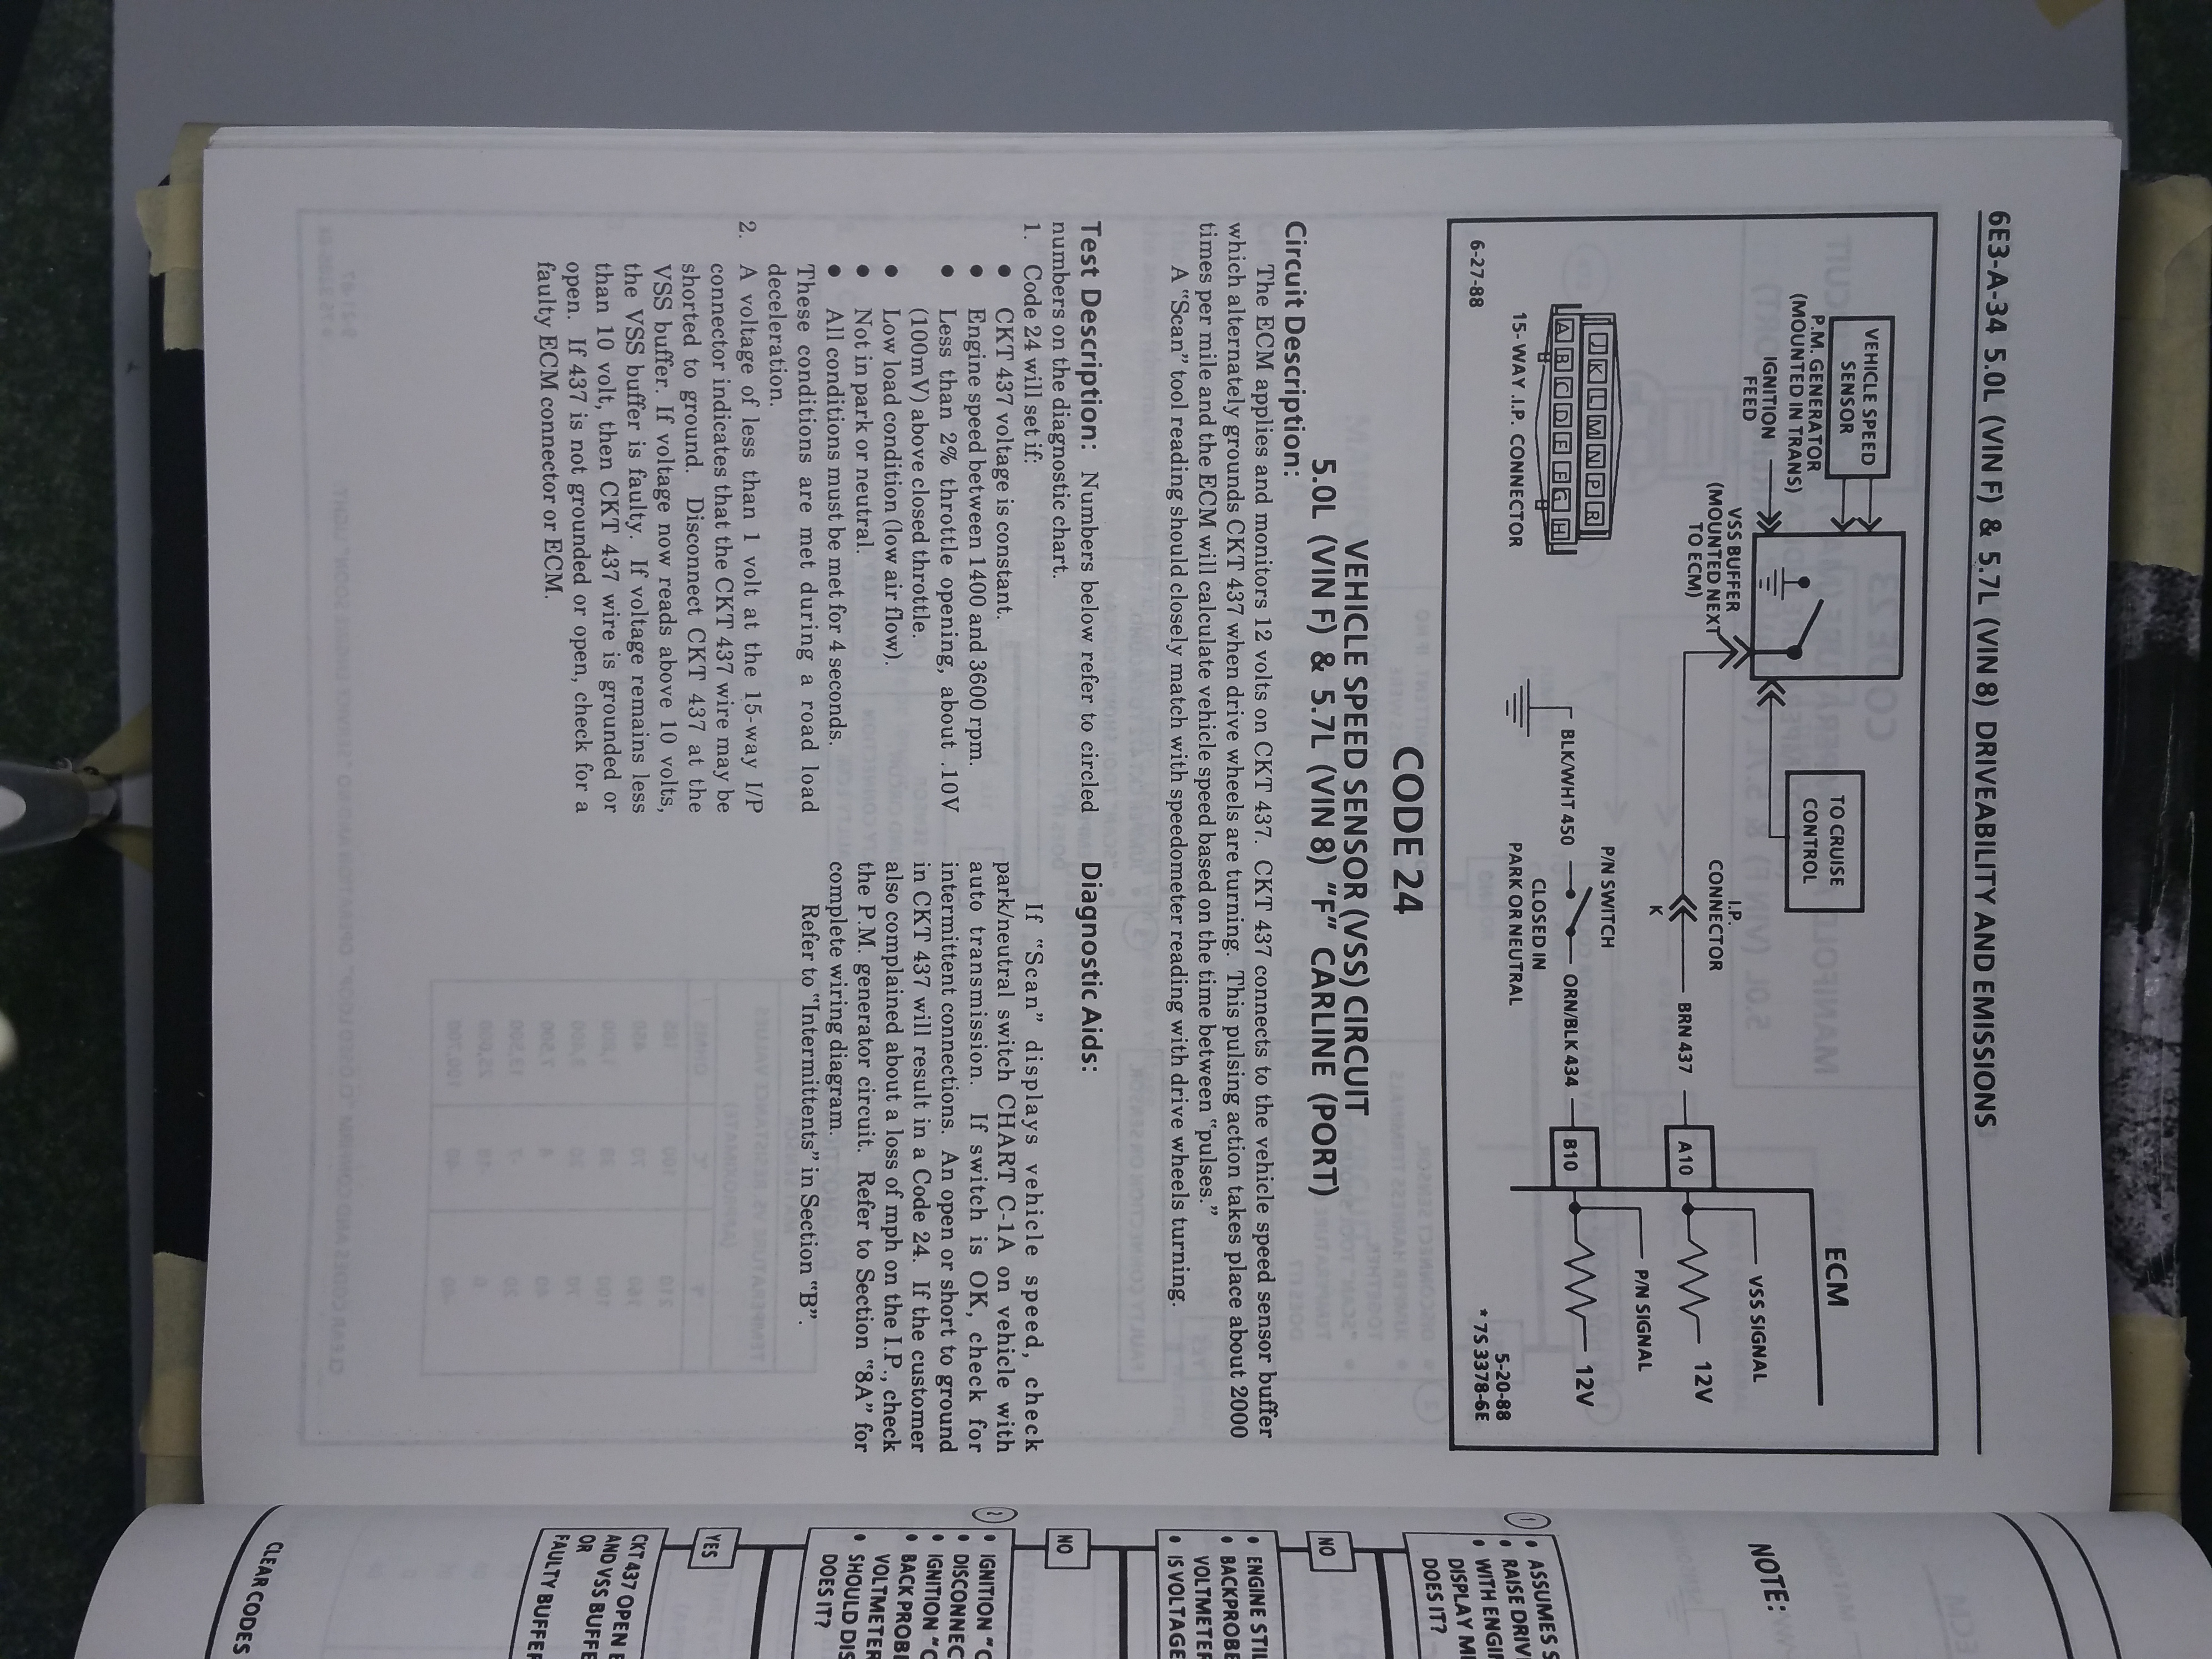 6E3-A-34 5.0L (VIN F) & 5.7L (VIN 8) DRIVEABILITY AND EMISSIONS
VEHICLE SPEED
SENSOR
P.M. GENERATOR
(MOUNTED IN TRANS)
IGNITION
FEED
VSS BUFFER
(MOUNTED NEXT
TO ECM)
TO CRUISE
CONTROL
I.P.
CONNECTOR
K
BRN 437
A10
ECM
VSS SIGNAL
12V
P/N SWITCH
BLK/WHT 450
CLOSED IN
PARK OR NEUTRAL
ORN/BLK 434
B10
P/N SIGNAL
12V
J K L M N P R
A B C D E F G H
15- WAY .I.P. CONNECTOR
6-27-88
5-20-88
* 7S 3378-6E
CODE 24
VEHICLE SPEED SENSOR (VSS) CIRCUIT
5.0L (VIN F) & 5.7L (VIN 8) "F" CARLINE (PORT)
Circuit Description:
The ECM applies and monitors 12 volts on CKT 437. CKT 437 connects to the vehicle speed sensor buffer
which alternately grounds CKT 437 when drive wheels are turning. This pulsing action takes place about 2000
times per mile and the ECM will calculate vehicle speed based on the time between "pulses."
A "Scan" tool reading should closely match with speedometer reading with drive wheels turning.
Test Description: Numbers below refer to circled
numbers on the diagnostic chart.
1. Code 24 will set if:
● CKT 437 voltage is constant.
● Engine speed between 1400 and 3600 rpm.
● Less than 2% throttle opening, about .10V
(100mV) above closed throttle.
● Low load condition (low air flow).
● Not in park or neutral.
● All conditions must be met for 4 seconds.
These conditions are met during a road load
deceleration.
2. A voltage of less than 1 volt at the 15-way I/P
connector indicates that the CKT 437 wire may be
shorted to ground. Disconnect CKT 437 at the
VSS buffer. If voltage now reads above 10 volts,
the VSS buffer is faulty. If voltage remains less
than 10 volt, then CKT 437 wire is grounded or
open. If 437 is not grounded or open, check for a
faulty ECM connector or ECM.
Diagnostic Aids:
If "Scan" displays vehicle speed, check
park/neutral switch CHART C-1A on vehicle with
auto transmission. If switch is OK, check for
intermittent connections. An open or short to ground
in CKT 437 will result in a Code 24. If the customer
also complained about a loss of mph on the I.P., check
the P.M. generator circuit. Refer to Section "8A" for
complete wiring diagram.
Refer to "Intermittents" in Section "B".
NOTE:
1
● ASSUMES S
● RAISE DRIV
● WITH ENGIN
DISPLAY M
DOES IT?
NO
● ENGINE STIL
● BACKPROBE
VOLTMETER
● IS VOLTAGE
NO
2
● IGNITION "O
● DISCONNEC
● IGNITION "O
● BACK PROBE
VOLTMETER
● SHOULD DIS
DOES IT?
YES
CKT 437 OPEN
AND VSS BUFFE
OR
FAULTY BUFFER
CLEAR CODES